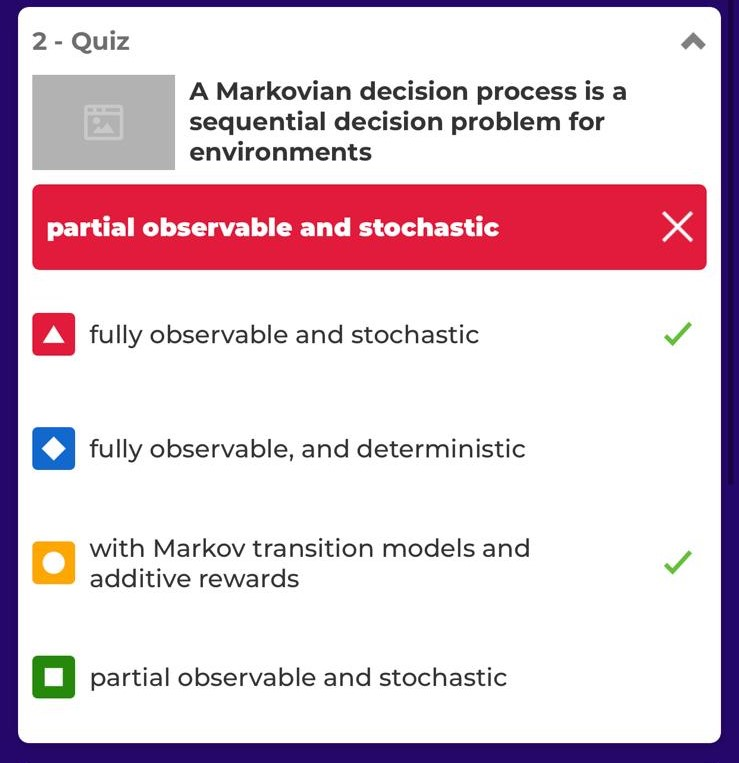 2 - Quiz
A Markovian decision process is a
sequential decision problem for
environments
partial observable and stochastic
fully observable and stochastic
fully observable, and deterministic
with Markov transition models and
additive rewards
partial observable and stochastic